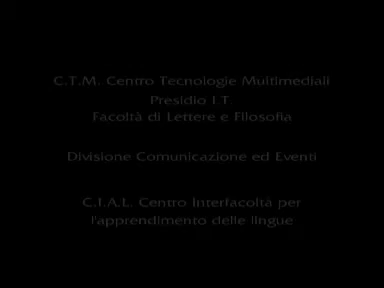 C.T.M. Centro Tecnologie Multimediali
Presidio I.T
Facoltà di Lettere e Filosofia
Divisione Comunicazione ed Eventi
C.I.A.L. Centro Interfacoltà per
l'apprendimento delle lingue